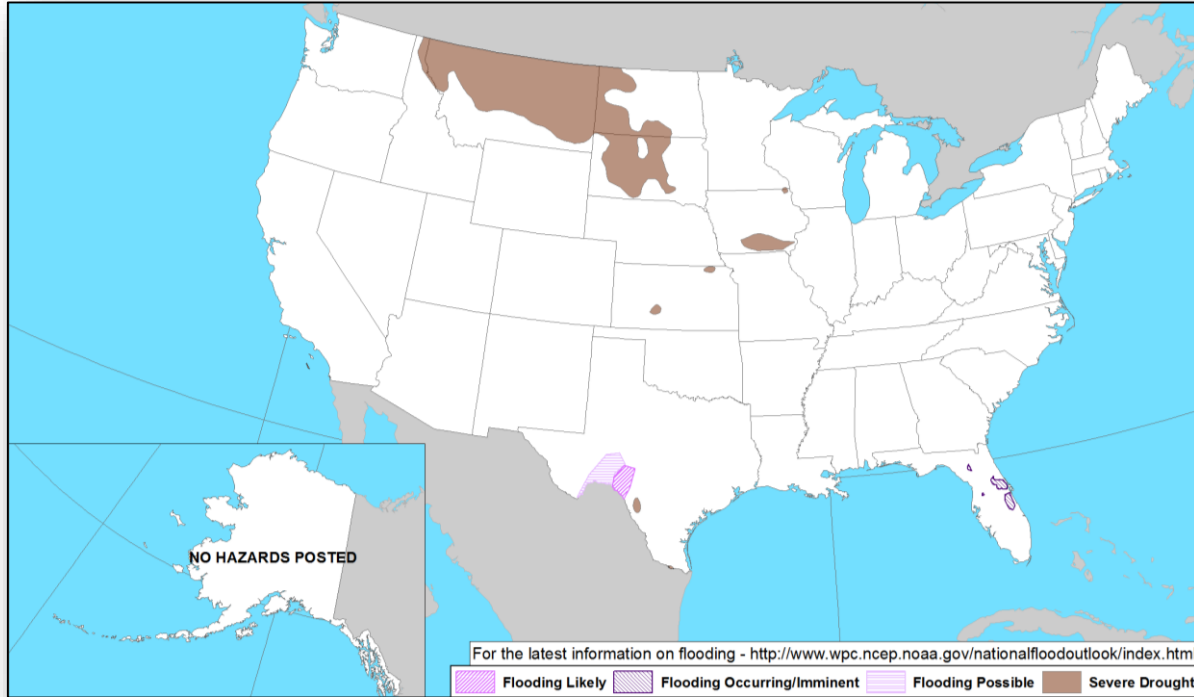 NO HAZARDS POSTED
For the latest information on flooding - http://www.wpc.ncep.noaa.gov/nationalfloodoutlook/index.html
Flooding Likely
Flooding Occurring/Imminent
Flooding Possible
Severe Drought